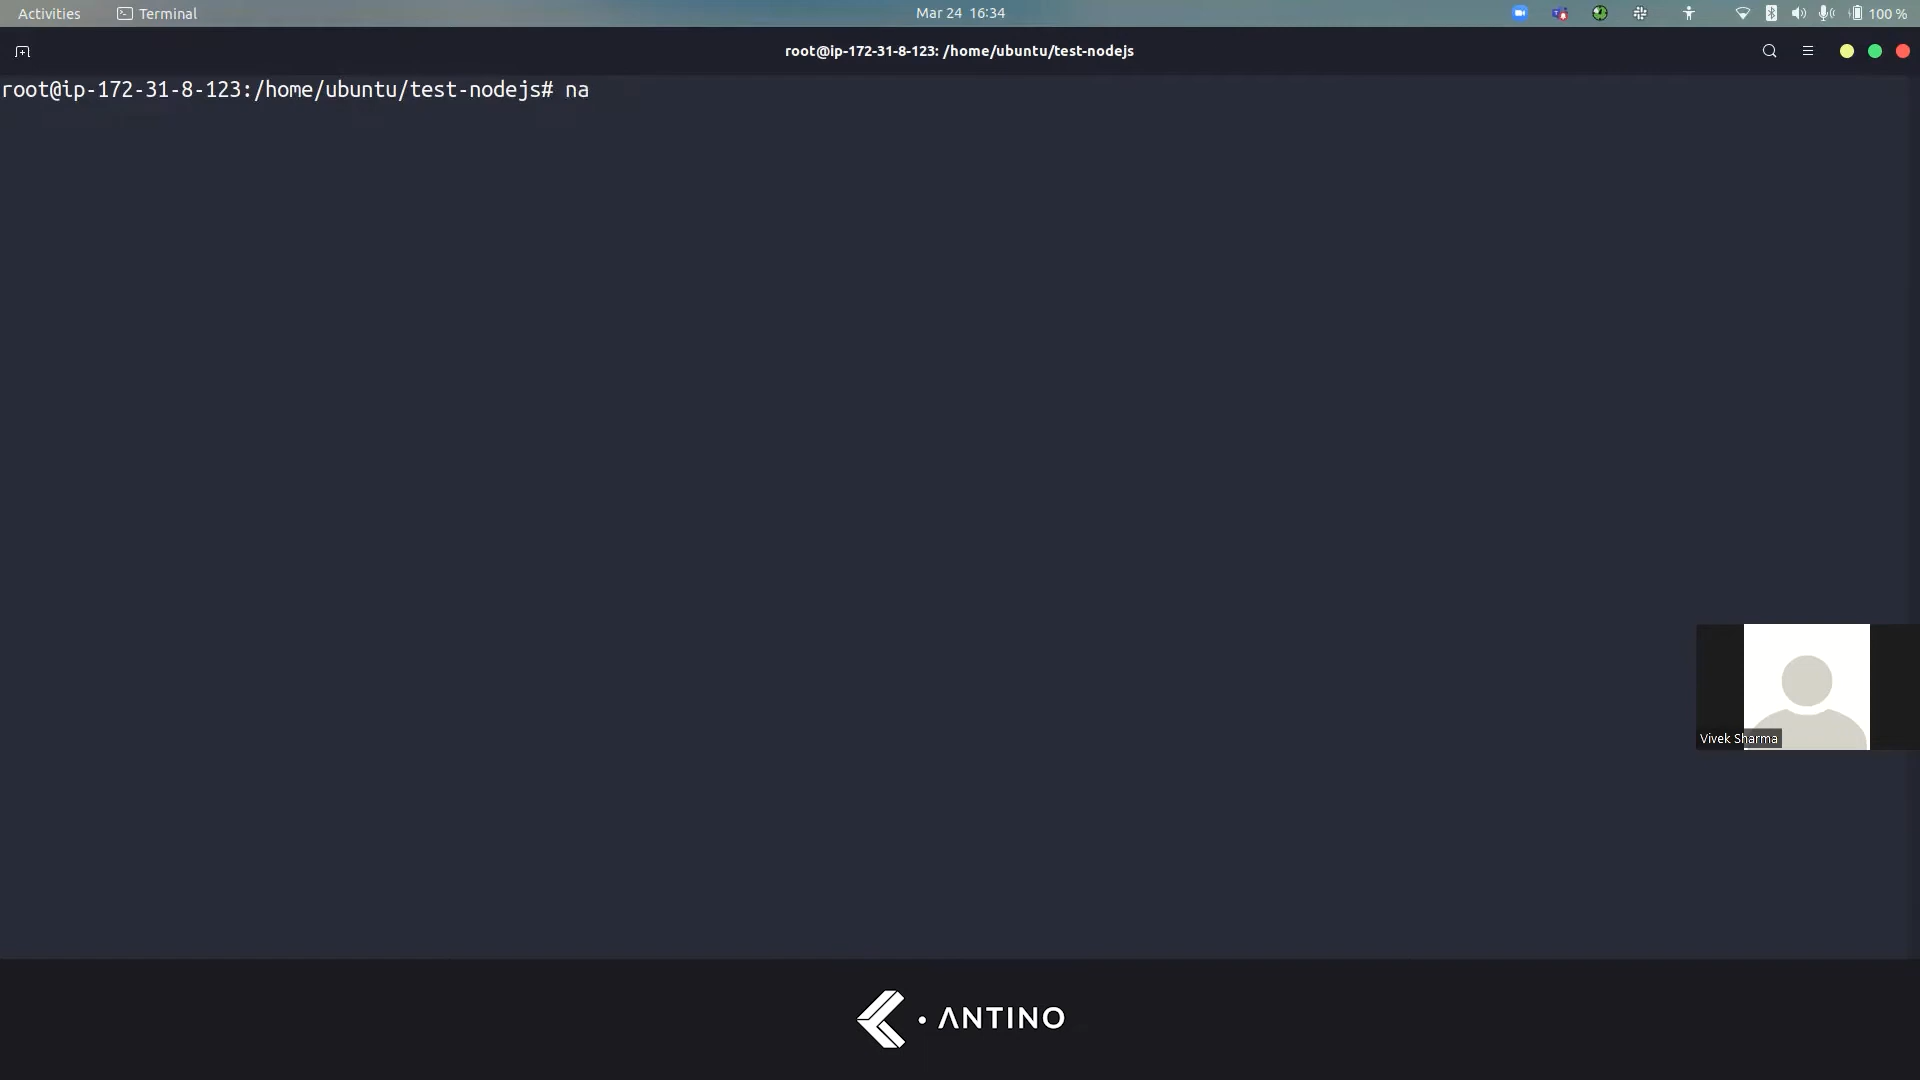 Activities Terminal Mar 24 16:34 100 %
root@ip-172-31-8-123: /home/ubuntu/test-nodejs
root@ip-172-31-8-123:/home/ubuntu/test-nodejs# na
Vivek Sharma
ANTINO